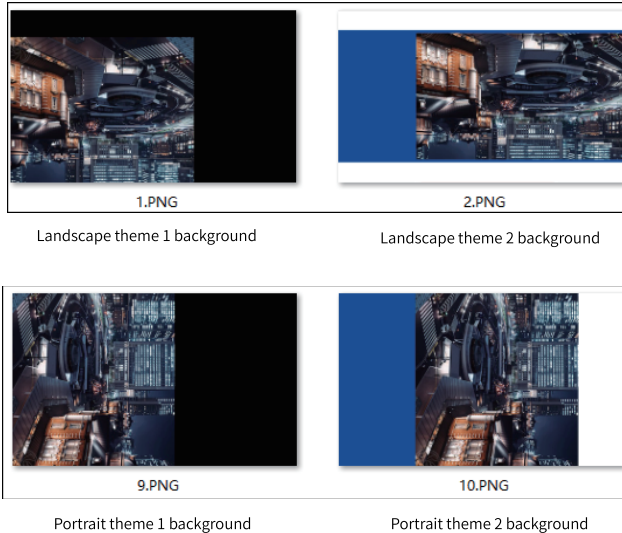 1.PNG
2.PNG
Landscape theme 1 background
Landscape theme 2 background
9.PNG
10.PNG
Portrait theme 1 background
Portrait theme 2 background